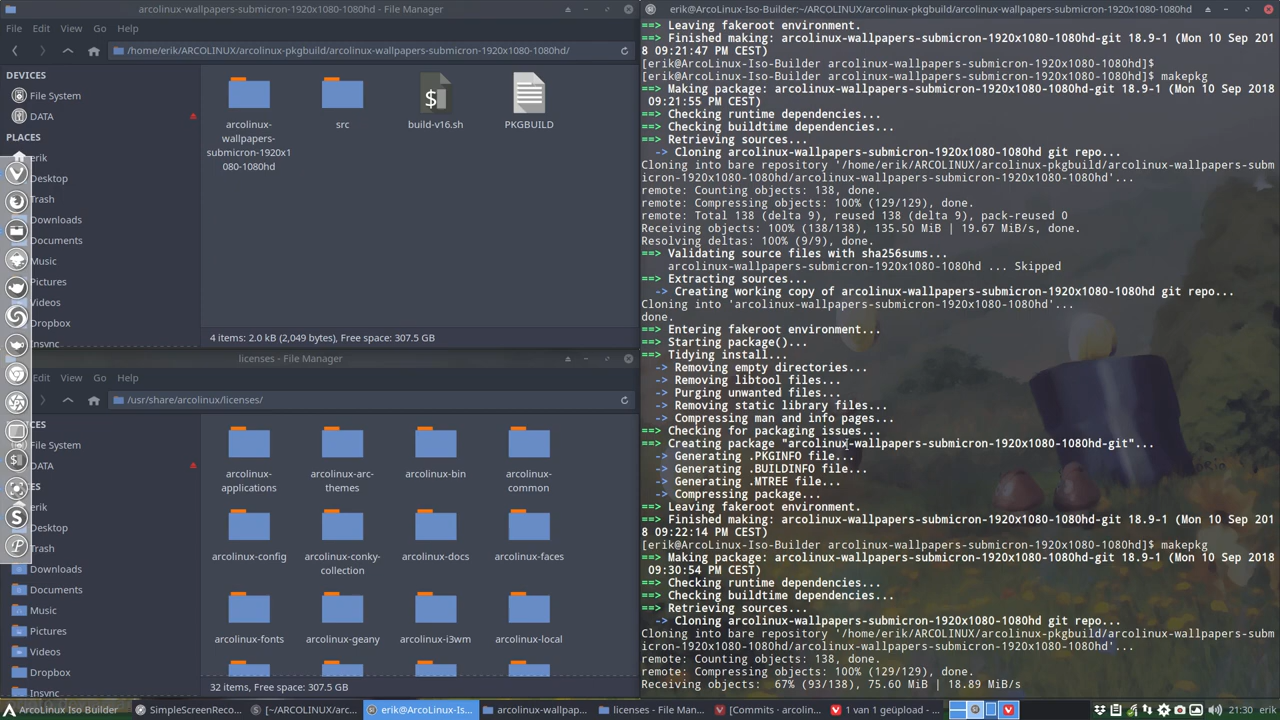 arcolinux-wallpapers-submicron-1920x1080-1080hd - File Manager
File Edit View Go Help
/home/erik/ARCOLINUX/arcolinux-pkgbuild/arcolinux-wallpapers-submicron-1920x1080-1080hd/
DEVICES
File System
DATA
PLACES
erik
Desktop
Trash
Downloads
Documents
Music
Pictures
Videos
Dropbox
Insync
arcolinux-
wallpapers-
submicron-1920x1
080-1080hd
src
build-v16.sh
PKGBUILD
4 items: 2.0 kB (2,049 bytes), Free space: 307.5 GB
licenses - File Manager
Edit View Go Help
/usr/share/arcolinux/licenses/
CES
File System
DATA
ES
erik
Desktop
Trash
Downloads
Documents
Music
Pictures
Videos
Dropbox
Insync
arcolinux-
applications
arcolinux-arc-
themes
arcolinux-bin
arcolinux-
common
arcolinux-config
arcolinux-conky-
collection
arcolinux-docs
arcolinux-faces
arcolinux-fonts
arcolinux-geany
arcolinux-i3wm
arcolinux-local
32 items, Free space: 307.5 GB
erik@ArcoLinux-Iso-Builder:~/ARCOLINUX/arcolinux-pkgbuild/arcolinux-wallpapers-submicron-1920x1080-1080hd
==> Leaving fakeroot environment.
==> Finished making: arcolinux-wallpapers-submicron-1920x1080-1080hd-git 18.9-1 (Mon 10 Sep 201
8 09:21:47 PM CEST)
[erik@ArcoLinux-Iso-Builder arcolinux-wallpapers-submicron-1920x1080-1080hd]$
[erik@ArcoLinux-Iso-Builder arcolinux-wallpapers-submicron-1920x1080-1080hd]$ makepkg
==> Making package: arcolinux-wallpapers-submicron-1920x1080-1080hd-git 18.9-1 (Mon 10 Sep 2018
09:21:55 PM CEST)
==> Checking runtime dependencies...
==> Checking buildtime dependencies...
==> Retrieving sources...
-> Cloning arcolinux-wallpapers-submicron-1920x1080-1080hd git repo...
Cloning into bare repository '/home/erik/ARCOLINUX/arcolinux-pkgbuild/arcolinux-wallpapers-subm
icron-1920x1080-1080hd/arcolinux-wallpapers-submicron-1920x1080-1080hd'...
remote: Counting objects: 138, done.
remote: Compressing objects: 100% (129/129), done.
remote: Total 138 (delta 9), reused 138 (delta 9), pack-reused 0
Receiving objects: 100% (138/138), 135.50 MiB | 19.67 MiB/s, done.
Resolving deltas: 100% (9/9), done.
==> Validating source files with sha256sums...
arcolinux-wallpapers-submicron-1920x1080-1080hd ... Skipped
==> Extracting sources...
-> Creating working copy of arcolinux-wallpapers-submicron-1920x1080-1080hd git repo...
Cloning into 'arcolinux-wallpapers-submicron-1920x1080-1080hd'...
done.
==> Entering fakeroot environment...
==> Starting package()...
==> Tidying install...
-> Removing empty directories...
-> Removing libtool files...
-> Purging unwanted files...
-> Removing static library files...
-> Compressing man and info pages...
==> Checking for packaging issues...
==> Creating package "arcolinux-wallpapers-submicron-1920x1080-1080hd-git"...
-> Generating .PKGINFO file...
-> Generating .BUILDINFO file...
-> Generating .MTREE file...
-> Compressing package...
==> Leaving fakeroot environment.
==> Finished making: arcolinux-wallpapers-submicron-1920x1080-1080hd-git 18.9-1 (Mon 10 Sep 201
8 09:22:14 PM CEST)
[erik@ArcoLinux-Iso-Builder arcolinux-wallpapers-submicron-1920x1080-1080hd]$ makepkg
==> Making package: arcolinux-wallpapers-submicron-1920x1080-1080hd-git 18.9-1 (Mon 10 Sep 2018
09:30:54 PM CEST)
==> Checking runtime dependencies...
==> Checking buildtime dependencies...
==> Retrieving sources...
-> Cloning arcolinux-wallpapers-submicron-1920x1080-1080hd git repo...
Cloning into bare repository '/home/erik/ARCOLINUX/arcolinux-pkgbuild/arcolinux-wallpapers-subm
icron-1920x1080-1080hd/arcolinux-wallpapers-submicron-1920x1080-1080hd'...
remote: Counting objects: 138, done.
remote: Compressing objects: 100% (129/129), done.
Receiving objects: 67% (93/138), 75.60 MiB | 18.89 MiB/s
ArcoLinux Iso Builder SimpleScreenReco... [~/ARCOLINUX/arc... erik@ArcoLinux-Is... arcolinux-wallpap... licenses - File Man... [Commits · arcolin... 1 van 1 geüpload - ... 21:30